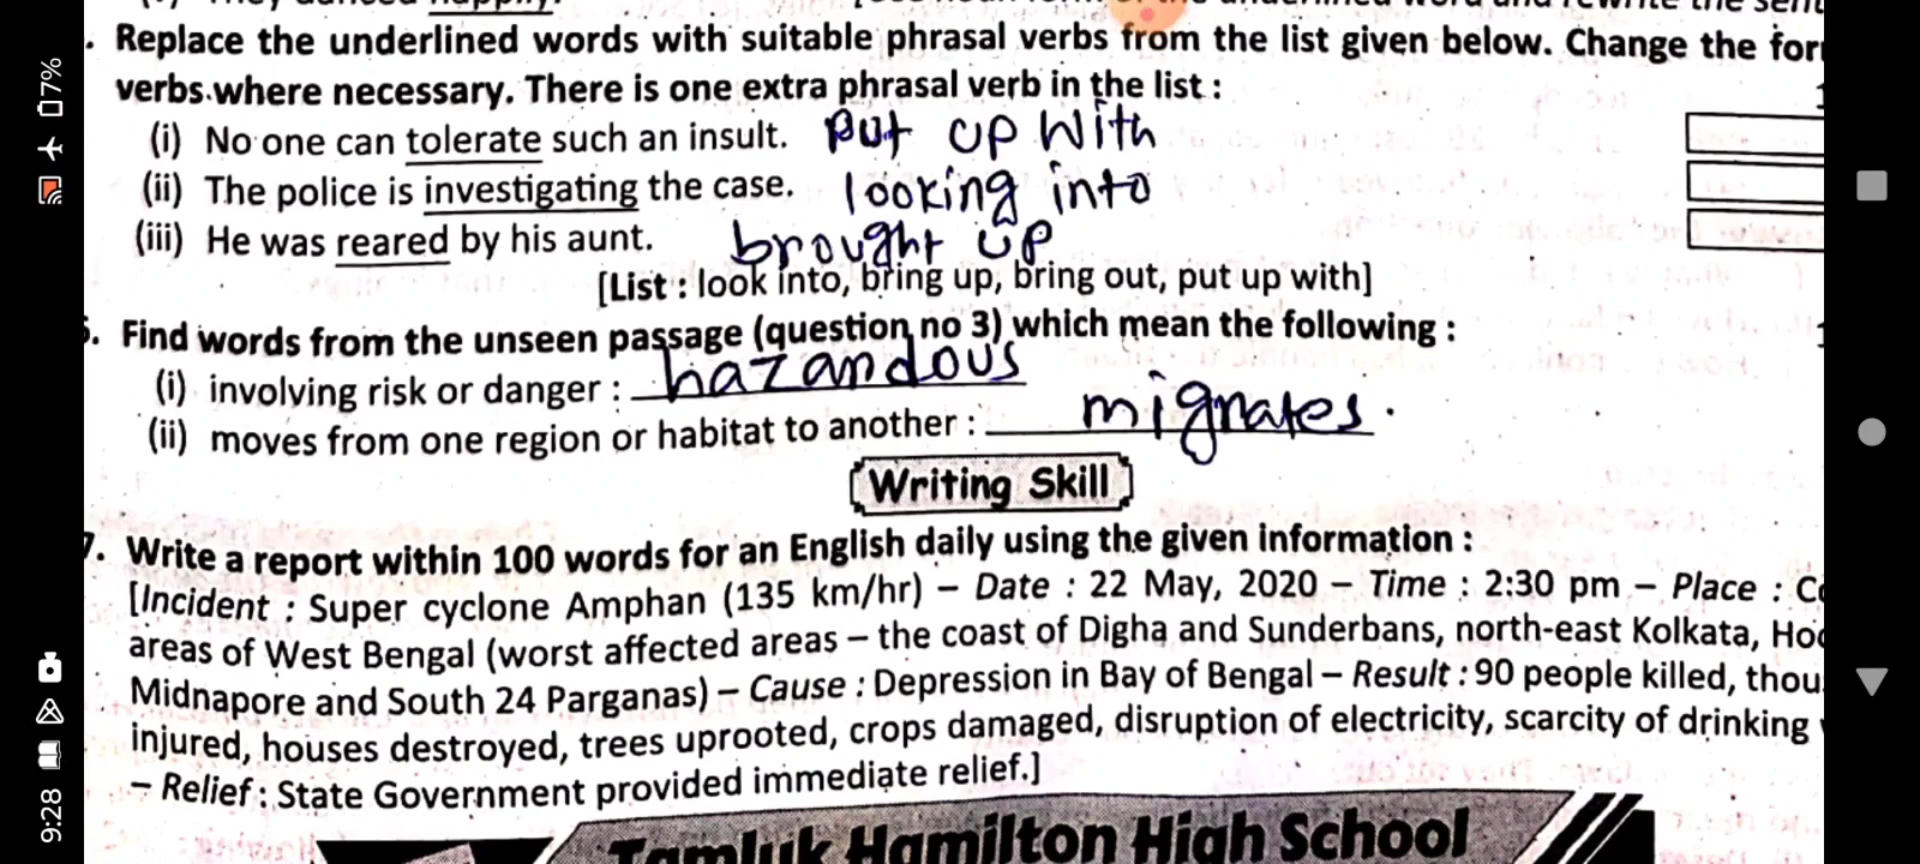 . Replace the underlined words with suitable phrasal verbs from the list given below. Change the
verbs where necessary. There is one extra phrasal verb in the list :
(i) No one can tolerate such an insult. Put up With
(ii) The police is investigating the case. looking into
(iii) He was reared by his aunt. brought up
[List : look into, bring up, bring out, put up with]
. Find words from the unseen passage (question no 3) which mean the following :
(i) involving risk or danger : hazardous
(ii) moves from one region or habitat to another : migrates.
Writing Skill
7. Write a report within 100 words for an English daily using the given information :
[Incident : Super cyclone Amphan (135 km/hr) – Date : 22 May, 2020 – Time : 2:30 pm – Place :
areas of West Bengal (worst affected areas – the coast of Digha and Sunderbans, north-east Kolkata,
Midnapore and South 24 Parganas) – Cause : Depression in Bay of Bengal – Result : 90 people killed,
injured, houses destroyed, trees uprooted, crops damaged, disruption of electricity, scarcity of drinking
– Relief : State Government provided immediate relief.]
Tamluk Hamilton High School
7%
9:28